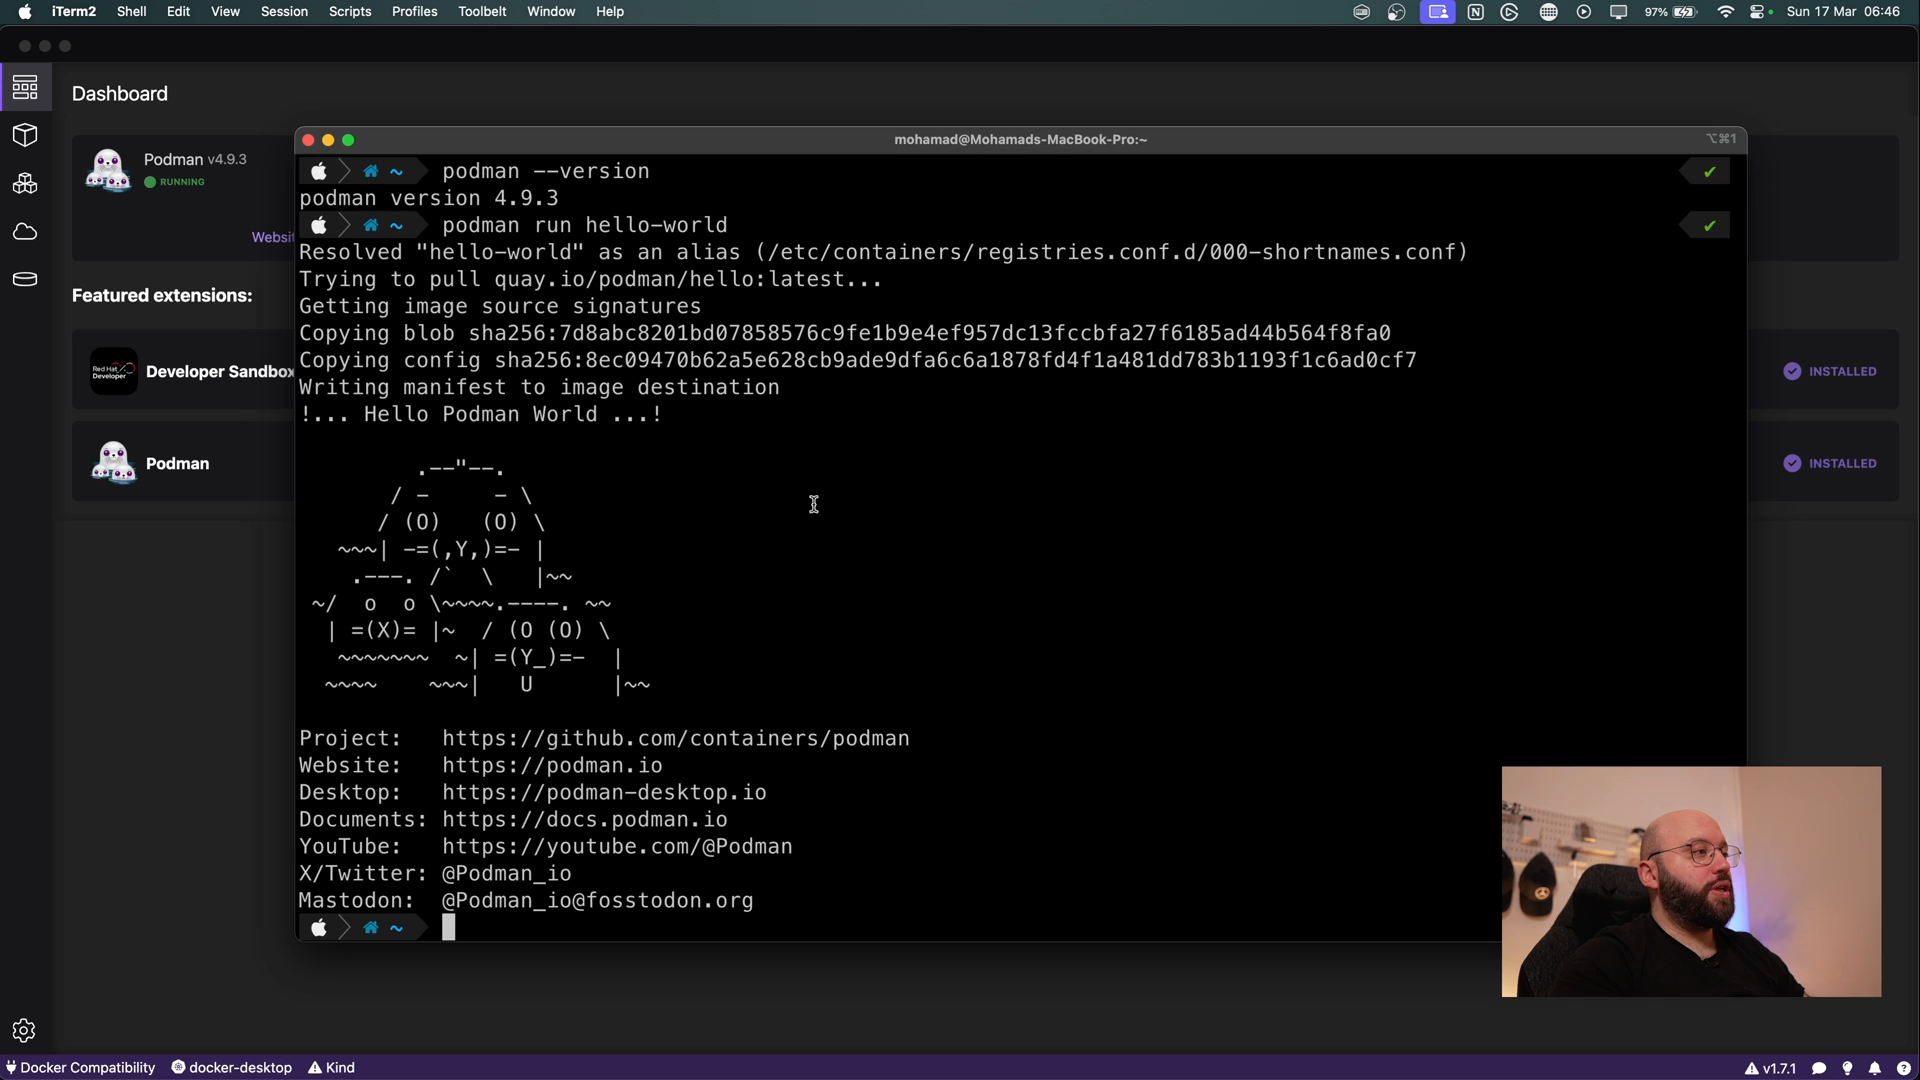 iTerm2 Shell Edit View Session Scripts Profiles Toolbelt Window Help 97% Sun 17 Mar 06:46
Dashboard
Podman v4.9.3
RUNNING
Websit
Featured extensions:
Red Hat
Developer
Developer Sandbox
INSTALLED
Podman
INSTALLED
mohamad@Mohamads-MacBook-Pro:~
⌥⌘1
~ podman --version ✔
podman version 4.9.3
~ podman run hello-world ✔
Resolved "hello-world" as an alias (/etc/containers/registries.conf.d/000-shortnames.conf)
Trying to pull quay.io/podman/hello:latest...
Getting image source signatures
Copying blob sha256:7d8abc8201bd07858576c9fe1b9e4ef957dc13fccbfa27f6185ad44b564f8fa0
Copying config sha256:8ec09470b62a5e628cb9ade9dfa6c6a1878fd4f1a481dd783b1193f1c6ad0cf7
Writing manifest to image destination
!... Hello Podman World ...!
         .--"--.
       / -     - \
      / (O)   (O) \
   ~~~| -=(,Y,)=- |
    .---. /`  \   |~~
 ~/  o  o \~~~~.----. ~~
  | =(X)= |~  / (O (O) \
   ~~~~~~~  ~| =(Y_)=-  |
  ~~~~    ~~~|   U      |~~
Project:   https://github.com/containers/podman
Website:   https://podman.io
Desktop:   https://podman-desktop.io
Documents: https://docs.podman.io
YouTube:   https://youtube.com/@Podman
X/Twitter: @Podman_io
Mastodon:  @Podman_io@fosstodon.org
~
Docker Compatibility docker-desktop Kind v1.7.1